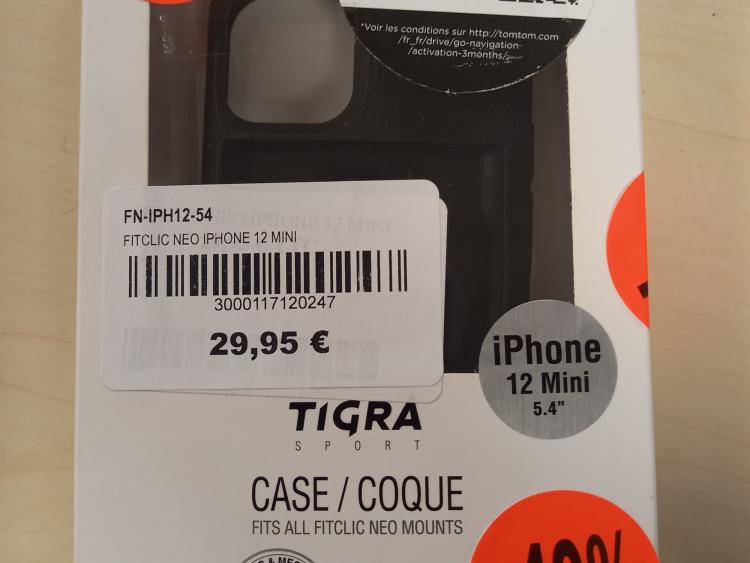 *Voir les conditions sur http://tomtom.com
/fr_fr/drive/go-navigation-
/activation-3months/
FN-IPH12-54
FITCLIC NEO IPHONE 12 MINI
3000117120247
29,95 €
iPhone
12 Mini
5.4"
TIGRA
SPORT
CASE / COQUE
FITS ALL FITCLIC NEO MOUNTS